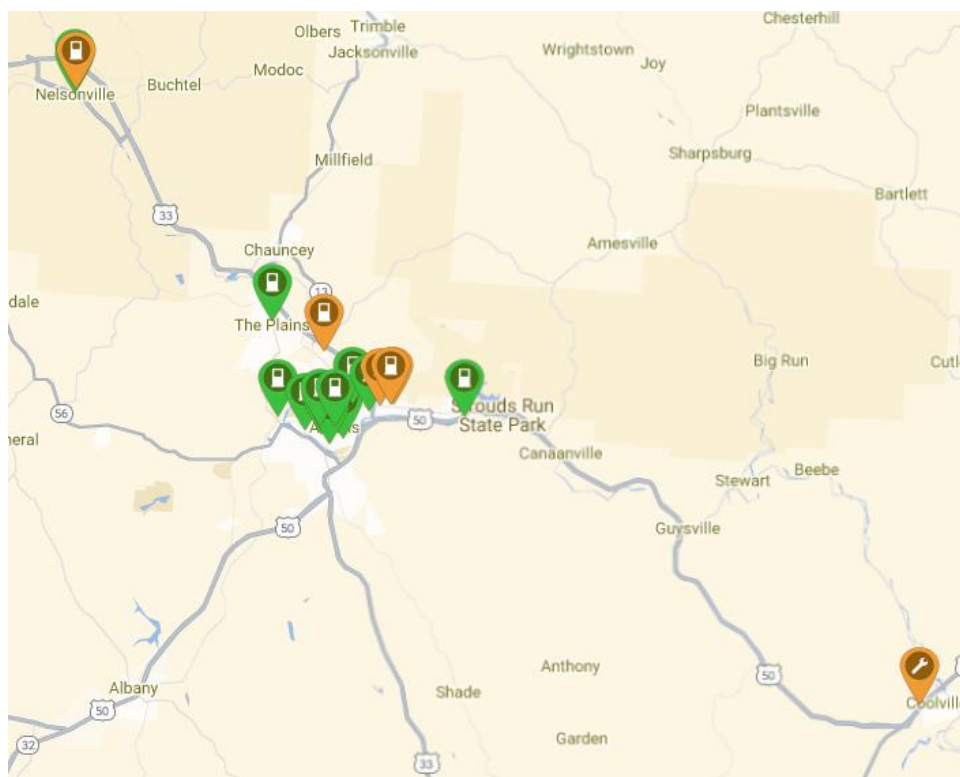 Chesterhill
Trimble
Olbers
Jacksonville
Wrightstown
Joy
Modoc
Buchtel
Nelsonville
Plantsville
Millfield
Sharpsburg
Bartlett
33
Amesville
Chauncey
13
dale
The Plains
Big Run
Cutl
56
Strouds Run
State Park
50
neral
Canaanville
Beebe
Stewart
50
Guysville
Anthony
50
Albany
Shade
Coolville
50
Garden
32
33